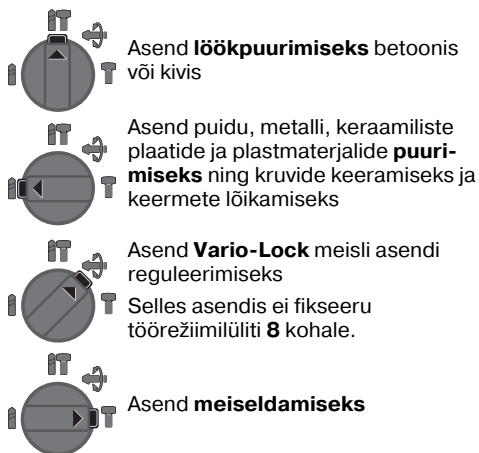 Asend löökpuurimiseks betoonis
või kivis
Asend puidu, metalli, keraamiliste
plaatide ja plastmaterjalide puuri-
miseks ning kruvide keeramiseks ja
keermete lõikamiseks
Asend Vario-Lock meisli asendi
reguleerimiseks
Selles asendis ei fikseeru
töörežiimilüliti 8 kohale.
Asend meiseldamiseks